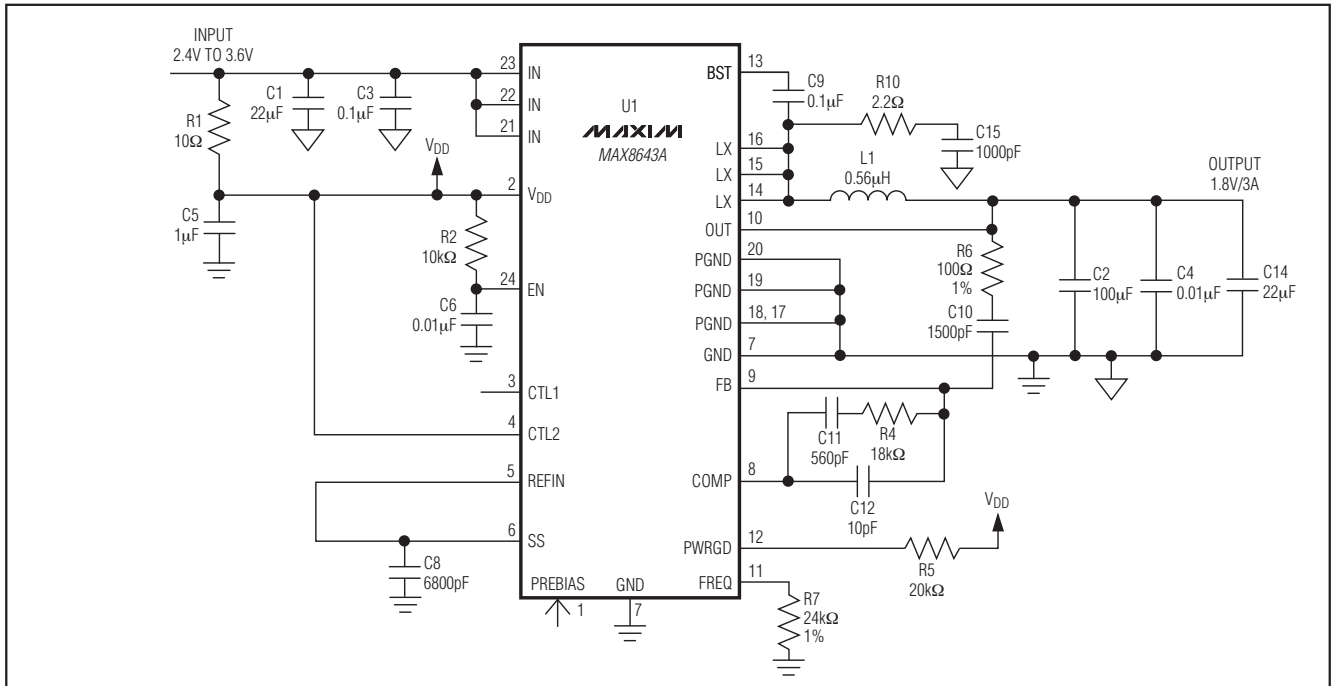 INPUT
2.4V TO 3.6V
R1
10Ω
C1
22μF
C3
0.1μF
23
IN
22
IN
21
IN
U1
MAXIM
MAX8643A
VDD
2
VDD
C5
1μF
R2
10kΩ
24
EN
C6
0.01μF
3
CTL1
4
CTL2
5
REFIN
6
SS
C8
6800pF
PREBIAS
1
GND
7
BST
13
C9
0.1μF
R10
2.2Ω
C15
1000pF
LX
16
LX
15
LX
14
L1
0.56μH
OUTPUT
1.8V/3A
OUT
10
PGND
20
PGND
19
PGND
18, 17
GND
7
FB
9
R6
100Ω
1%
C10
1500pF
C2
100μF
C4
0.01μF
C14
22μF
C11
560pF
R4
18kΩ
COMP
8
C12
10pF
VDD
PWRGD
12
R5
20kΩ
FREQ
11
R7
24kΩ
1%